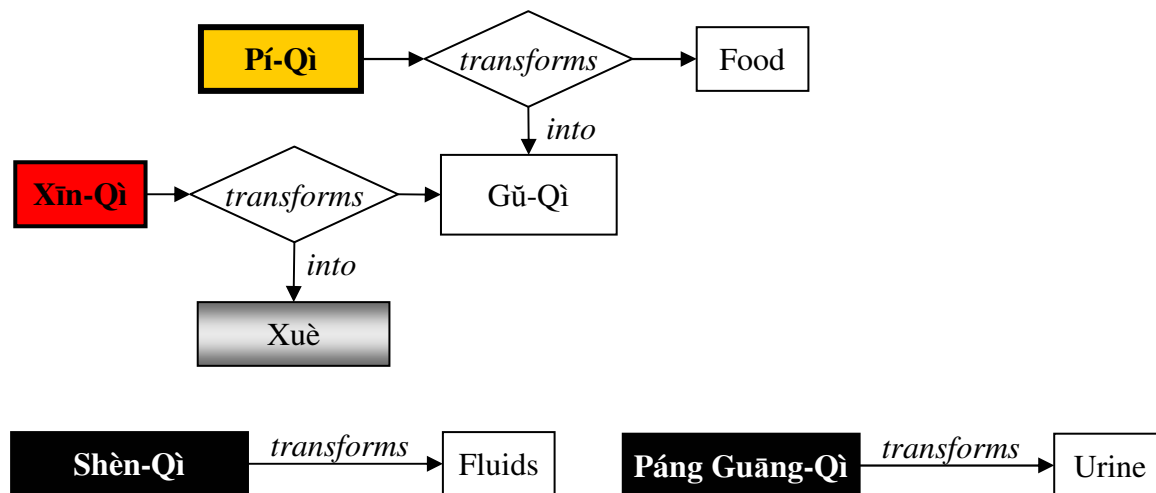 Pí-Qì
transforms
Food
into
Xīn-Qì
transforms
Gŭ-Qì
into
Xuè
Shèn-Qì
transforms
Fluids
Páng Guāng-Qì
transforms
Urine